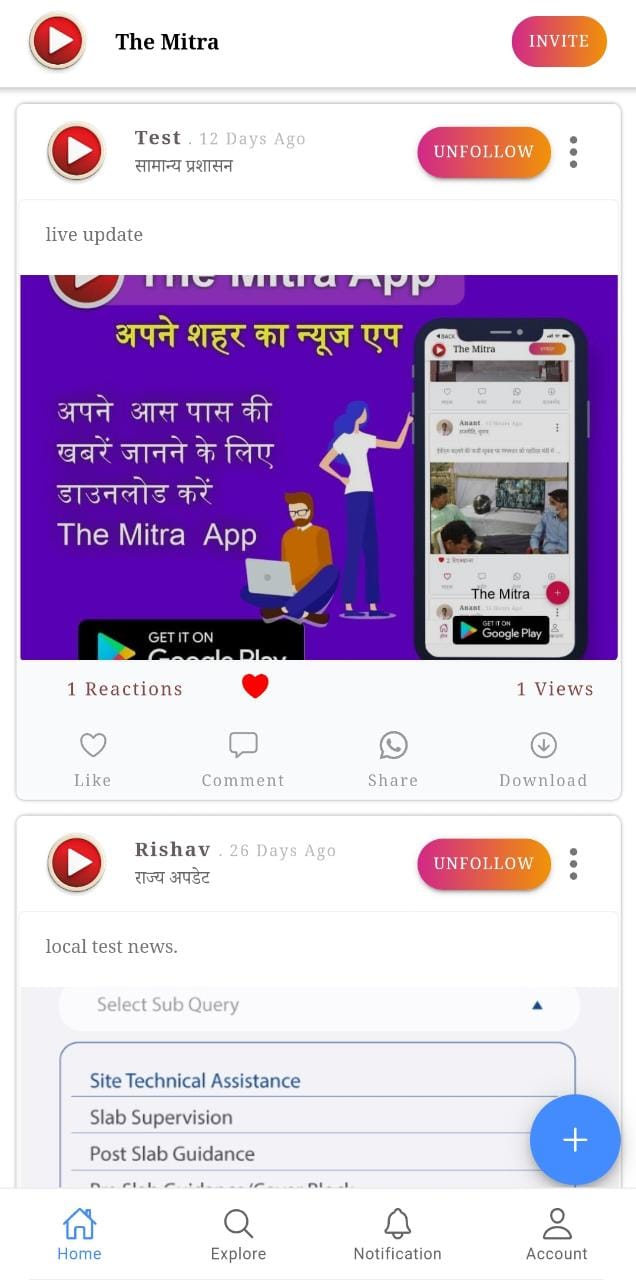 The Mitra
INVITE
Test . 12 Days Ago
सामान्य प्रशासन
UNFOLLOW
live update
The Mitra App
अपने शहर का न्यूज एप
अपने आस पास की
खबरें जानने के लिए
डाउनलोड करें
The Mitra App
GET IT ON
Google Play
BACK
The Mitra
Anant
The Mitra
GET IT ON
Google Play
1 Reactions
1 Views
Like
Comment
Share
Download
Rishav . 26 Days Ago
राज्य अपडेट
UNFOLLOW
local test news.
Select Sub Query
Site Technical Assistance
Slab Supervision
Post Slab Guidance
Home
Explore
Notification
Account